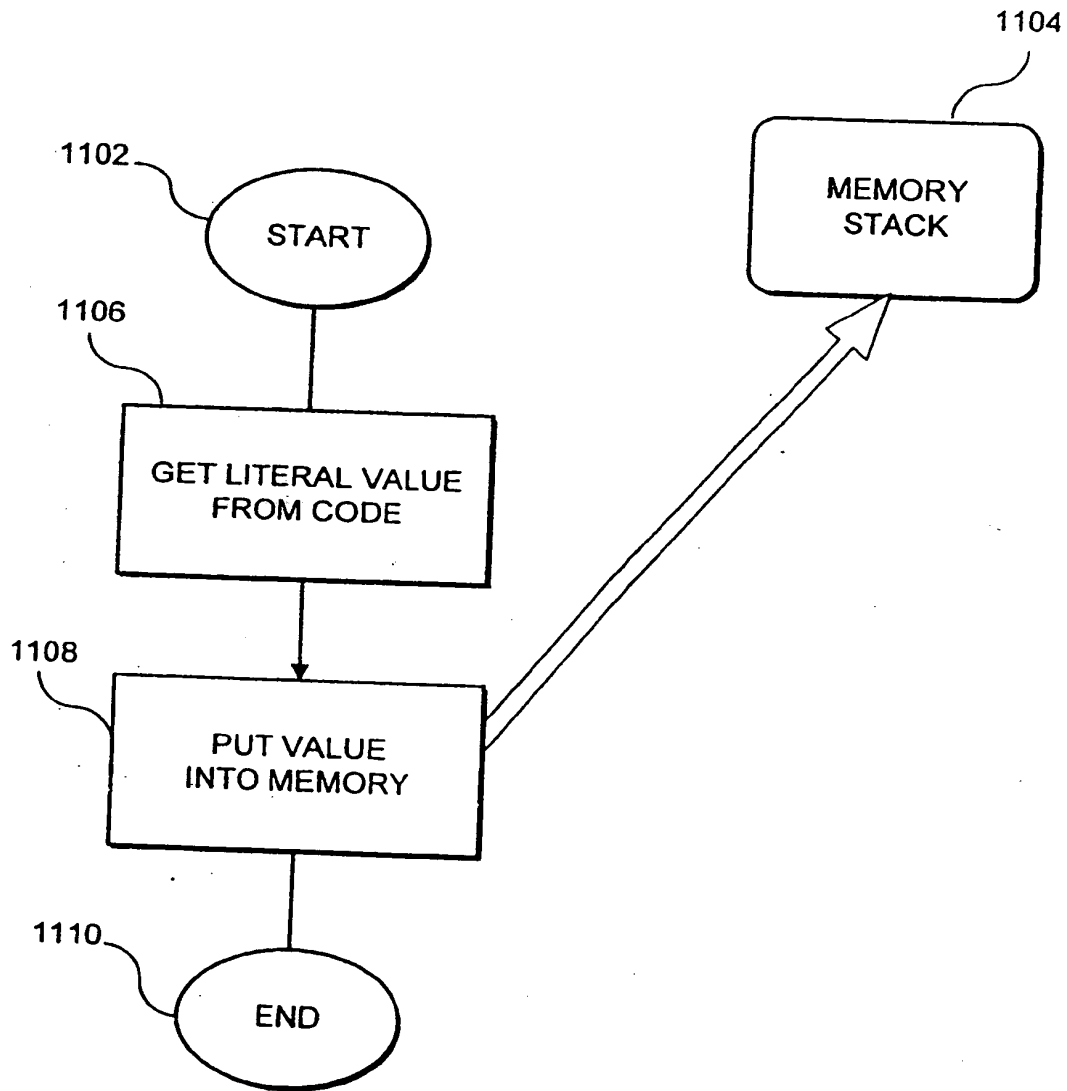 1104
MEMORY
STACK
1102
START
1106
GET LITERAL VALUE
FROM CODE
1108
PUT VALUE
INTO MEMORY
1110
END